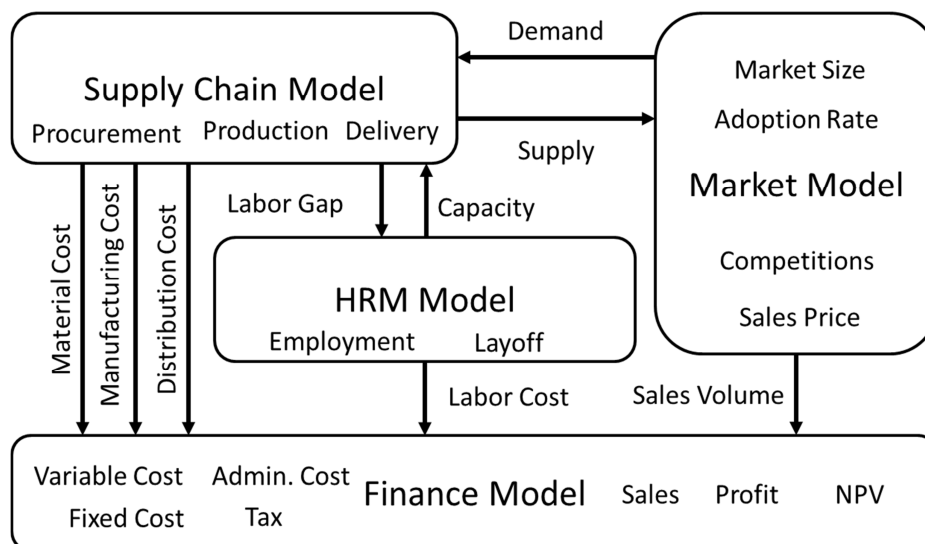 Demand
Supply Chain Model
Procurement Production Delivery
Supply
Market Size
Adoption Rate
Market Model
Competitions
Sales Price
Material Cost
Manufacturing Cost
Distribution Cost
Labor Gap
Capacity
HRM Model
Employment Layoff
Labor Cost
Sales Volume
Variable Cost Admin. Cost
Fixed Cost Tax
Finance Model
Sales Profit NPV